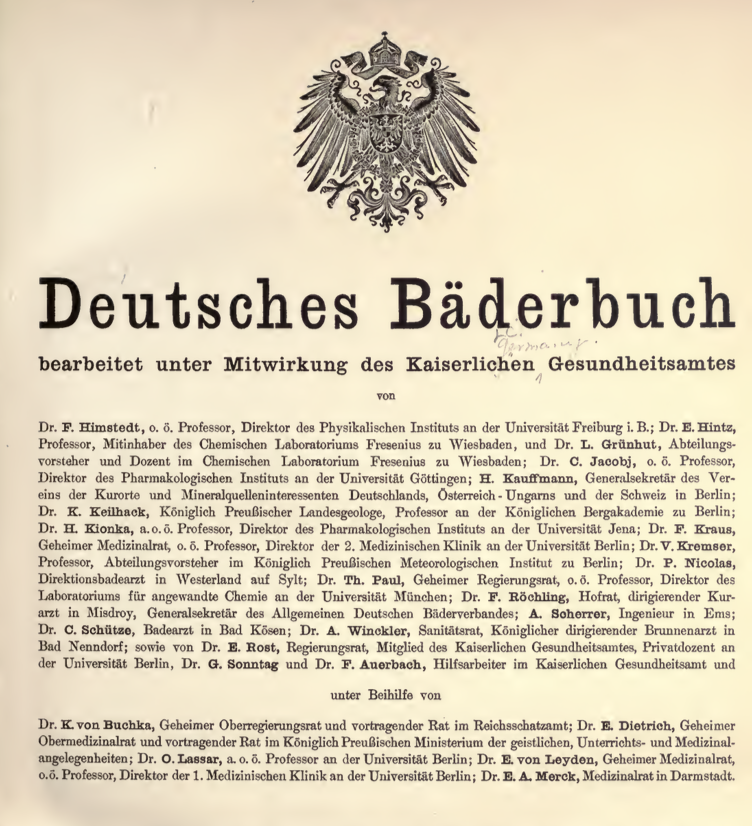 Deutsches Bäderbuch
Germany.
bearbeitet unter Mitwirkung des Kaiserlichen Gesundheitsamtes
von
Dr. F. Himstedt, o. ö. Professor, Direktor des Physikalischen Instituts an der Universität Freiburg i. B.; Dr. E. Hintz,
Professor, Mitinhaber des Chemischen Laboratoriums Fresenius zu Wiesbaden, und Dr. L. Grünhut, Abteilungs-
vorsteher und Dozent im Chemischen Laboratorium Fresenius zu Wiesbaden; Dr. C. Jacobj, o. ö. Professor,
Direktor des Pharmakologischen Instituts an der Universität Göttingen; H. Kauffmann, Generalsekretär des Ver-
eins der Kurorte und Mineralquelleninteressenten Deutschlands, Österreich-Ungarns und der Schweiz in Berlin;
Dr. K. Keilhack, Königlich Preußischer Landesgeologe, Professor an der Königlichen Bergakademie zu Berlin;
Dr. H. Kionka, a. o. ö. Professor, Direktor des Pharmakologischen Instituts an der Universität Jena; Dr. F. Kraus,
Geheimer Medizinalrat, o. ö. Professor, Direktor der 2. Medizinischen Klinik an der Universität Berlin; Dr. V. Kremser,
Professor, Abteilungsvorsteher im Königlich Preußischen Meteorologischen Institut zu Berlin; Dr. P. Nicolas,
Direktionsbadearzt in Westerland auf Sylt; Dr. Th. Paul, Geheimer Regierungsrat, o. ö. Professor, Direktor des
Laboratoriums für angewandte Chemie an der Universität München; Dr. F. Röchling, Hofrat, dirigierender Kur-
arzt in Misdroy, Generalsekretär des Allgemeinen Deutschen Bäderverbandes; A. Scherrer, Ingenieur in Ems;
Dr. C. Schütze, Badearzt in Bad Kösen; Dr. A. Winckler, Sanitätsrat, Königlicher dirigierender Brunnenarzt in
Bad Nenndorf; sowie von Dr. E. Rost, Regierungsrat, Mitglied des Kaiserlichen Gesundheitsamtes, Privatdozent an
der Universität Berlin, Dr. G. Sonntag und Dr. F. Auerbach, Hilfsarbeiter im Kaiserlichen Gesundheitsamt und
unter Beihilfe von
Dr. K. von Buchka, Geheimer Oberregierungsrat und vortragender Rat im Reichsschatzamt; Dr. E. Dietrich, Geheimer
Obermedizinalrat und vortragender Rat im Königlich Preußischen Ministerium der geistlichen, Unterrichts- und Medizinal-
angelegenheiten; Dr. O. Lassar, a. o. ö. Professor an der Universität Berlin; Dr. E. von Leyden, Geheimer Medizinalrat,
o. ö. Professor, Direktor der 1. Medizinischen Klinik an der Universität Berlin; Dr. E. A. Merck, Medizinalrat in Darmstadt.